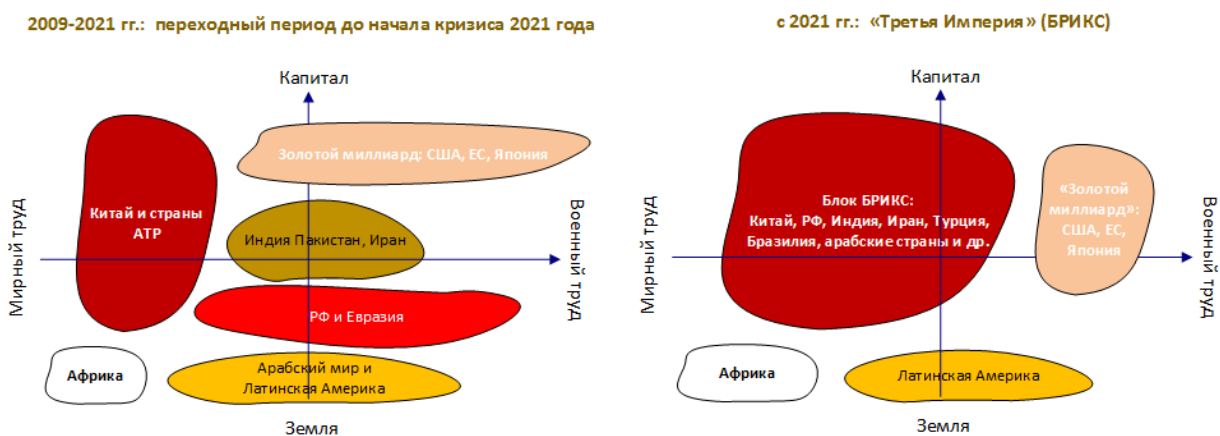 2009-2021 гг.: переходный период до начала кризиса 2021 года
Капитал
Мирный труд
Военный труд
Золотой миллиард: США, ЕС, Япония
Китай и страны
АТР
Индия Пакистан, Иран
РФ и Евразия
Африка
Арабский мир и
Латинская Америка
Земля
с 2021 гг.: «Третья Империя» (БРИКС)
Капитал
Мирный труд
Военный труд
Блок БРИКС:
Китай, РФ, Индия, Иран, Турция,
Бразилия, арабские страны и др.
«Золотой
миллиард»:
США, ЕС,
Япония
Африка
Латинская Америка
Земля